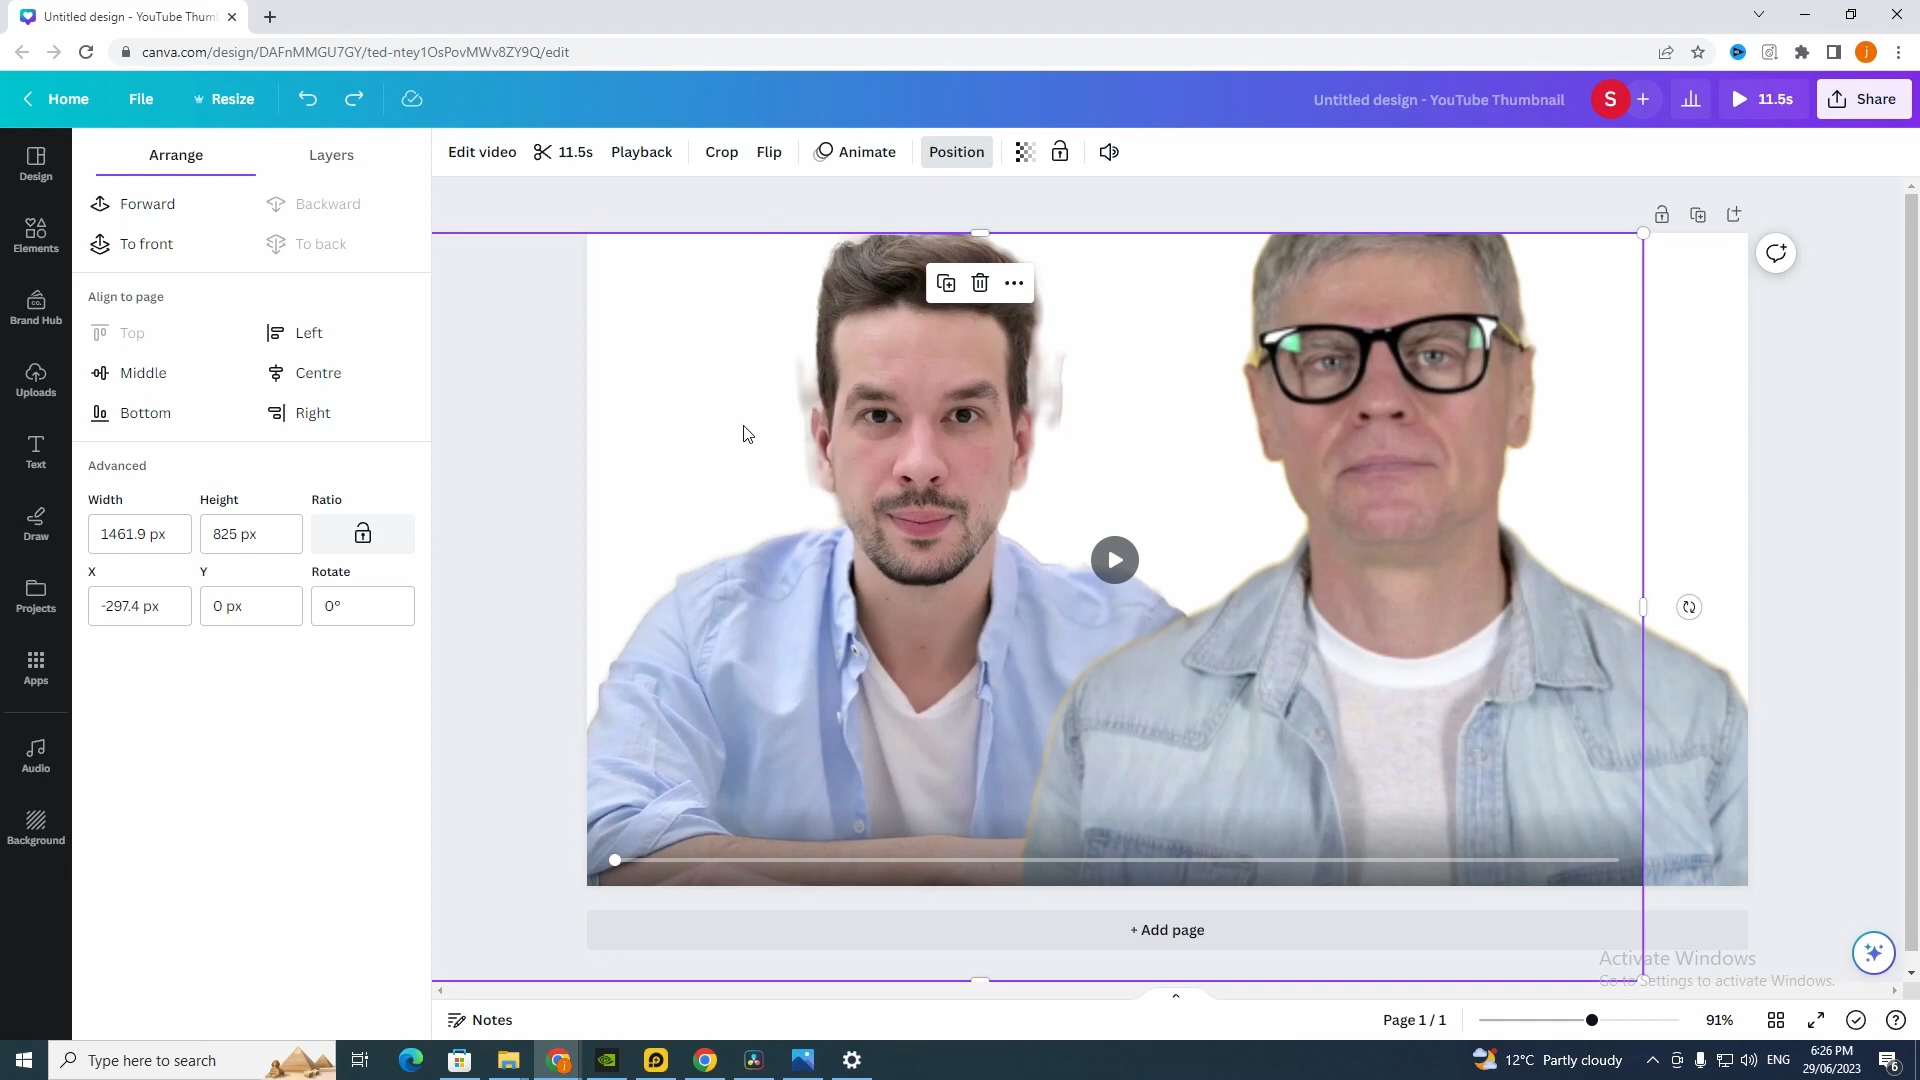 Untitled design - YouTube Thum
canva.com/design/DAFnMMGU7GY/ted-ntey1OsPovMWv8ZY9Q/edit
j
Home
File
Resize
Untitled design - YouTube Thumbnail
S
+
11.5s
Share
Design
Elements
Brand Hub
Uploads
Text
Draw
Projects
Apps
Audio
Background
Arrange
Layers
Forward
Backward
To front
To back
Align to page
Top
Left
Middle
Centre
Bottom
Right
Advanced
Width
Height
Ratio
1461.9 px
825 px
X
Y
Rotate
-297.4 px
0 px
0°
Edit video
11.5s
Playback
Crop
Flip
Animate
Position
+ Add page
Activate Windows
Go to Settings to activate Windows.
Notes
Page 1 / 1
91%
Type here to search
12°C Partly cloudy
ENG
6:26 PM
29/06/2023
6